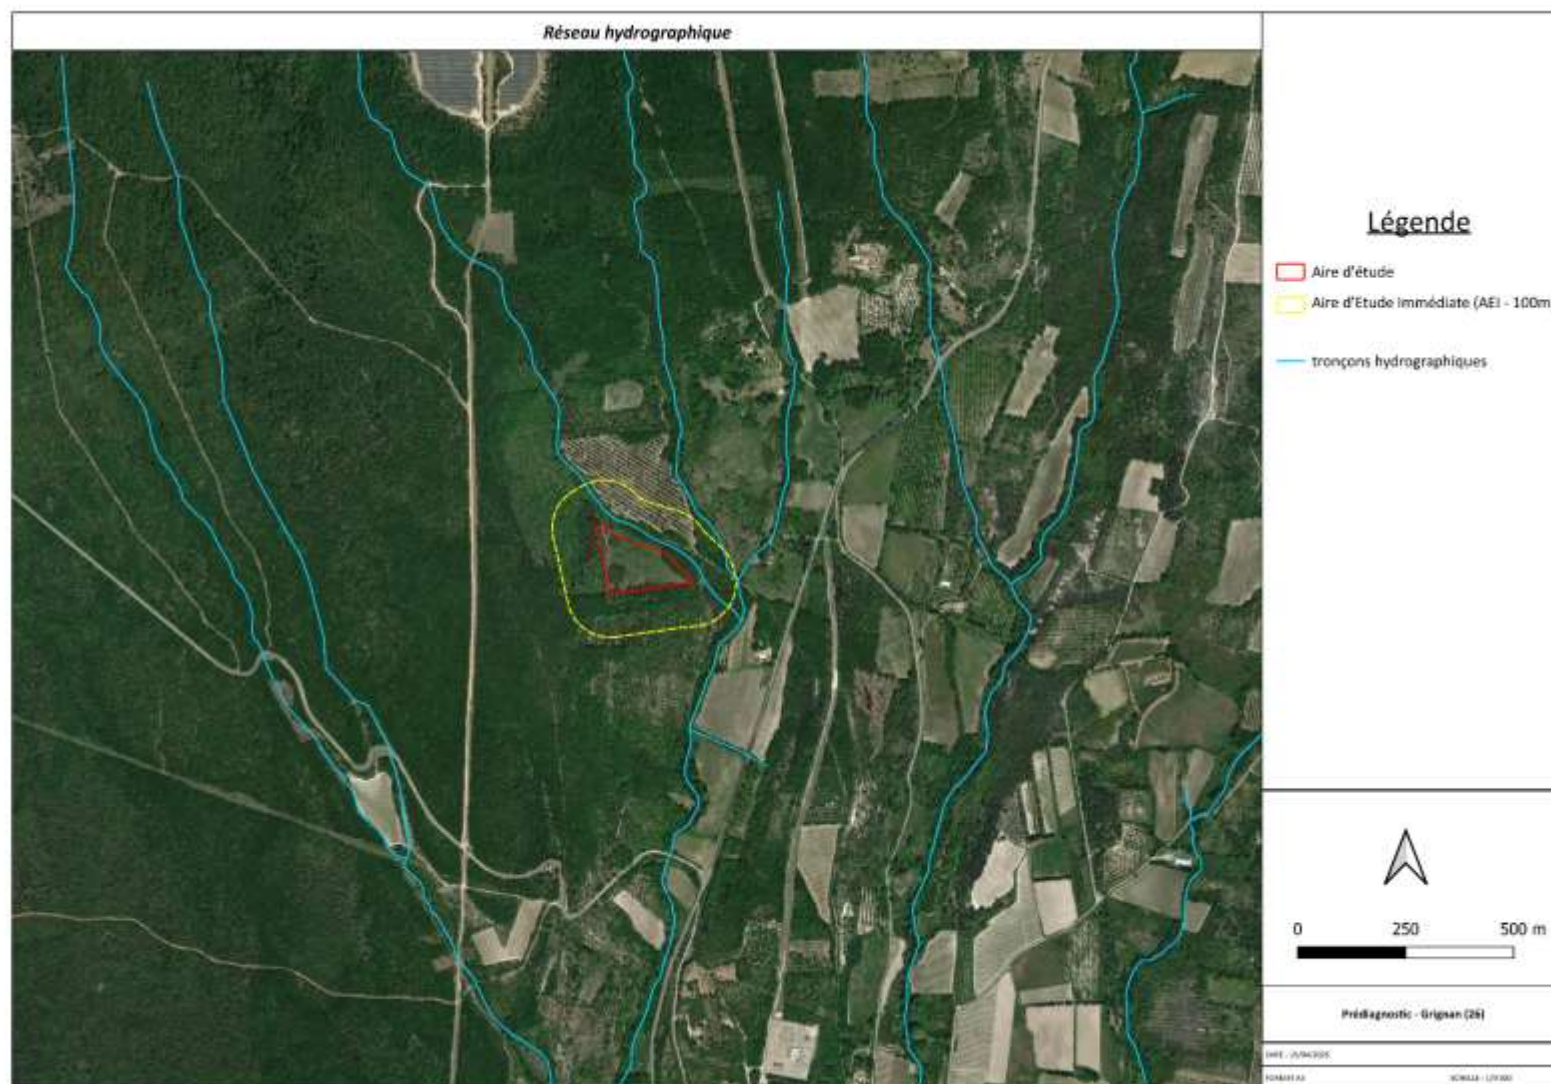 Réseau hydrographique
Légende
Aire d'étude
Aire d'Etude Immédiate (AEI - 100m
tronçons hydrographiques
0 250 500 m
Prédiagnostic - Grignan (26)